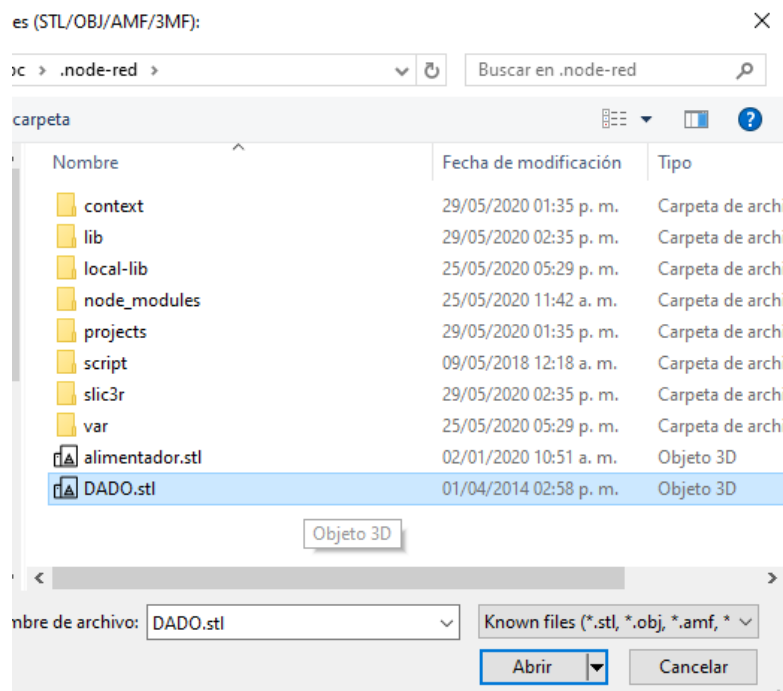 es (STL/OBJ/AMF/3MF):
oc > .node-red > Buscar en .node-red
carpeta
Nombre Fecha de modificación Tipo
context 29/05/2020 01:35 p. m. Carpeta de archi
lib 29/05/2020 02:35 p. m. Carpeta de archi
local-lib 25/05/2020 05:29 p. m. Carpeta de archi
node_modules 25/05/2020 11:42 a. m. Carpeta de archi
projects 29/05/2020 01:35 p. m. Carpeta de archi
script 09/05/2018 12:18 a. m. Carpeta de archi
slic3r 29/05/2020 02:35 p. m. Carpeta de archi
var 25/05/2020 05:29 p. m. Carpeta de archi
alimentador.stl 02/01/2020 10:51 a. m. Objeto 3D
DADO.stl 01/04/2014 02:58 p. m. Objeto 3D
Objeto 3D
mbre de archivo: DADO.stl Known files (*.stl, *.obj, *.amf, *
Abrir Cancelar